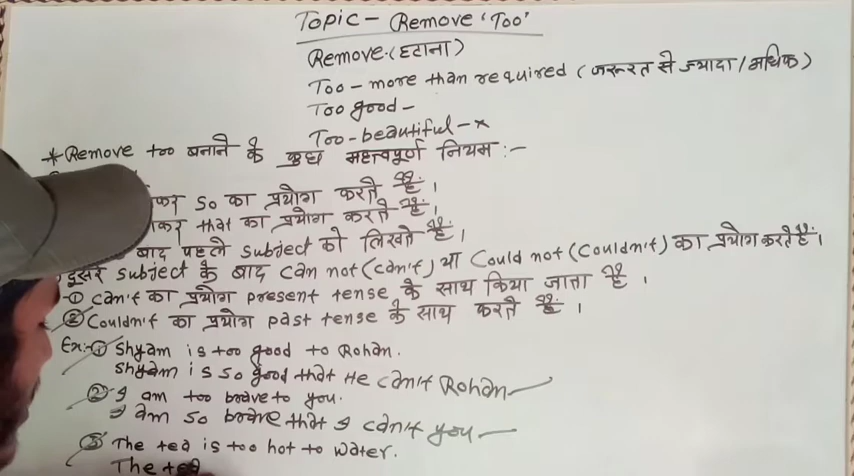 Topic - Remove 'Too'
Remove (हटाना)
Too - more than required (जरूरत से ज्यादा/अधिक)
Too good -
Too - beautiful - x
* Remove too बनाने के कुछ महत्वपूर्ण नियम :-
so का प्रयोग करते हैं।
that का प्रयोग करते हैं।
बाद पहले subject को लिखते हैं।
दूसरे subject के बाद can not (can't) या Could not (Couldn't) का प्रयोग करते हैं।
① can't का प्रयोग present tense के साथ किया जाता है।
② Couldn't का प्रयोग past tense के साथ करते हैं।
Ex:- ① Shyam is too good to Rohan.
Shyam is so good that He can't Rohan
② I am too brave to you.
I am so brave that I can't you
③ The tea is too hot to water.
The tea